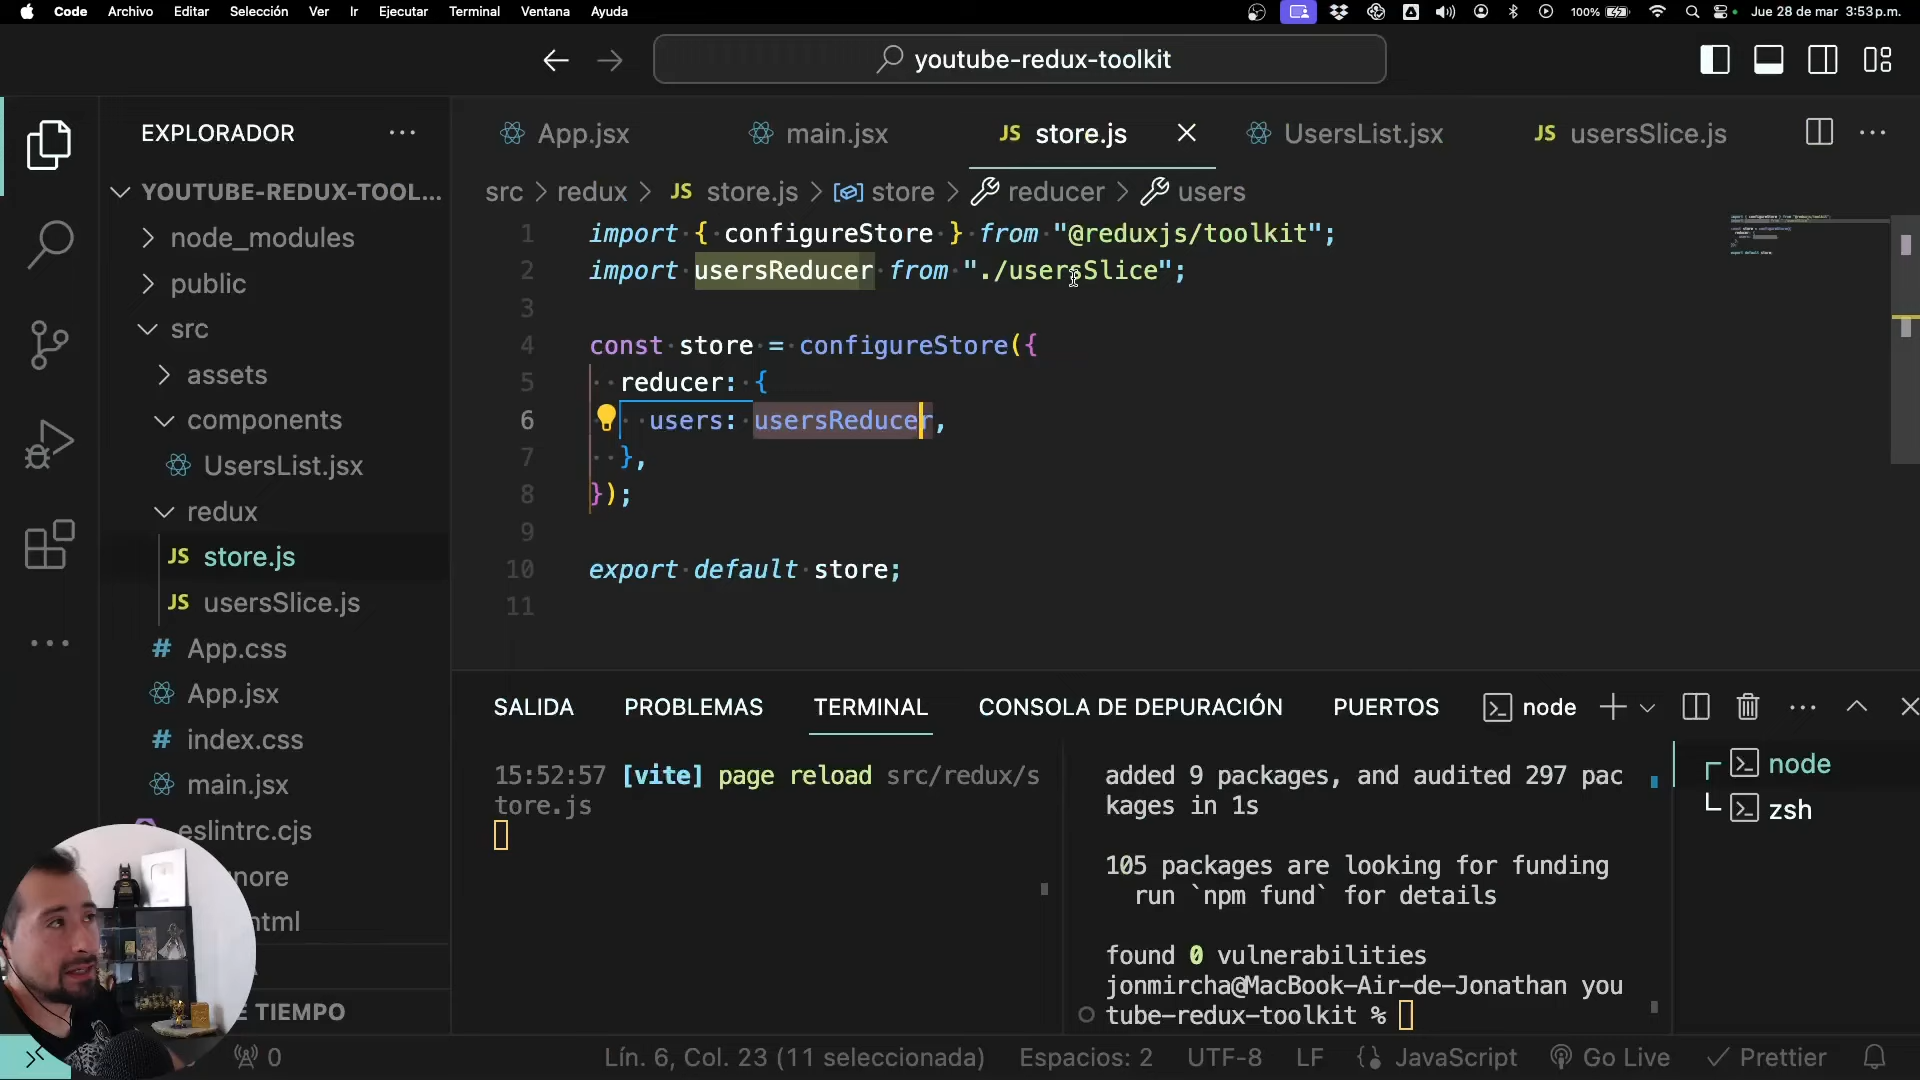 Code Archivo Editar Selección Ver Ir Ejecutar Terminal Ventana Ayuda
100% Jue 28 de mar 3:53 p.m.
youtube-redux-toolkit
EXPLORADOR
YOUTUBE-REDUX-TOOL...
node_modules
public
src
assets
components
UsersList.jsx
redux
JS store.js
JS usersSlice.js
# App.css
App.jsx
# index.css
main.jsx
eslintrc.cjs
nore
html
E TIEMPO
App.jsx main.jsx JS store.js UsersList.jsx JS usersSlice.js
src > redux > JS store.js > store > reducer > users
1 import { configureStore } from "@reduxjs/toolkit";
2 import usersReducer from "./usersSlice";
3
4 const store = configureStore({
5 reducer: {
6 users: usersReducer,
7 },
8 });
9
10 export default store;
11
SALIDA PROBLEMAS TERMINAL CONSOLA DE DEPURACIÓN PUERTOS node
15:52:57 [vite] page reload src/redux/s
tore.js
added 9 packages, and audited 297 pac
kages in 1s
105 packages are looking for funding
run `npm fund` for details
found 0 vulnerabilities
jonmircha@MacBook-Air-de-Jonathan you
tube-redux-toolkit %
node
zsh
0 Lín. 6, Col. 23 (11 seleccionada) Espacios: 2 UTF-8 LF {} JavaScript Go Live Prettier